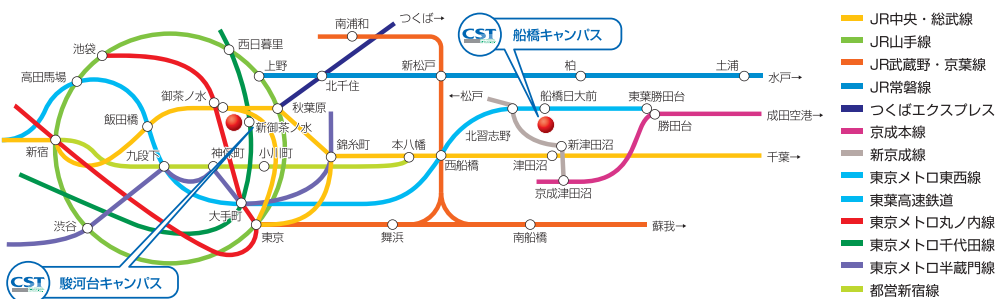 つくば→
南浦和
CST
船橋キャンパス
池袋
西日暮里
上野
新松戸
柏
土浦
水戸→
高田馬場
北千住
←松戸
船橋日大前
東葉勝田台
御茶ノ水
秋葉原
成田空港→
飯田橋
新御茶ノ水
北習志野
新津田沼
勝田台
新宿
九段下
神保町
小川町
錦糸町
本八幡
西船橋
津田沼
千葉→
京成津田沼
渋谷
大手町
東京
舞浜
南船橋
蘇我→
CST
駿河台キャンパス
JR中央・総武線
JR山手線
JR武蔵野・京葉線
JR常磐線
つくばエクスプレス
京成本線
新京成線
東京メトロ東西線
東葉高速鉄道
東京メトロ丸ノ内線
東京メトロ千代田線
東京メトロ半蔵門線
都営新宿線